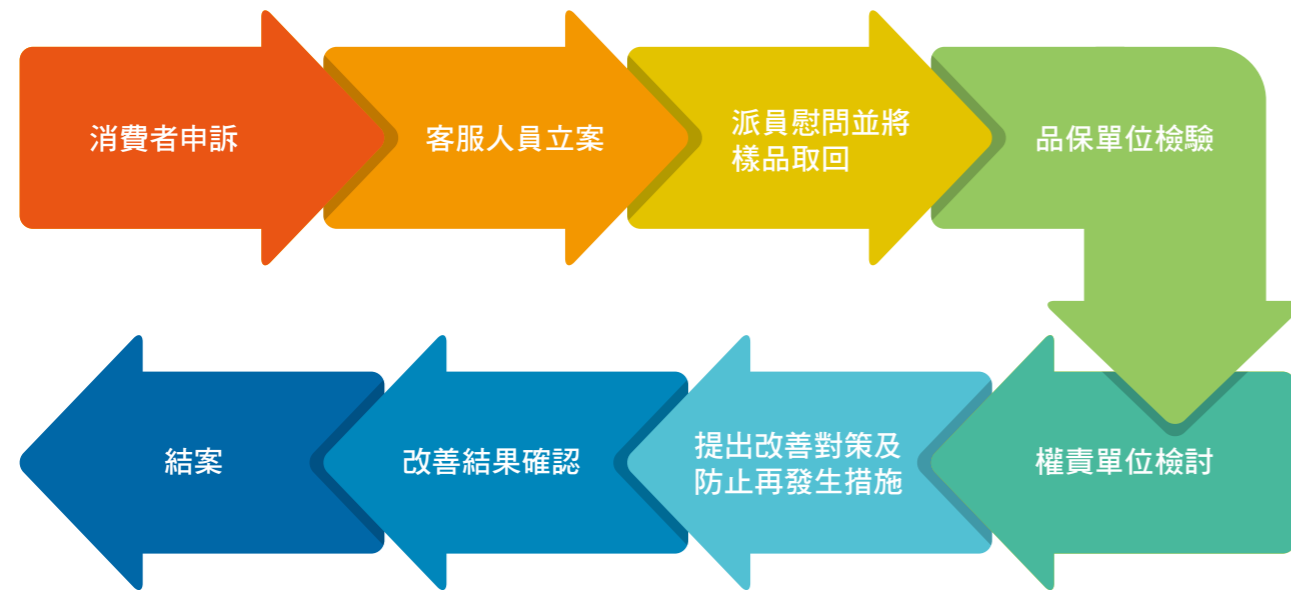 消費者申訴
客服人員立案
派員慰問並將
樣品取回
品保單位檢驗
權責單位檢討
提出改善對策及
防止再發生措施
改善結果確認
結案